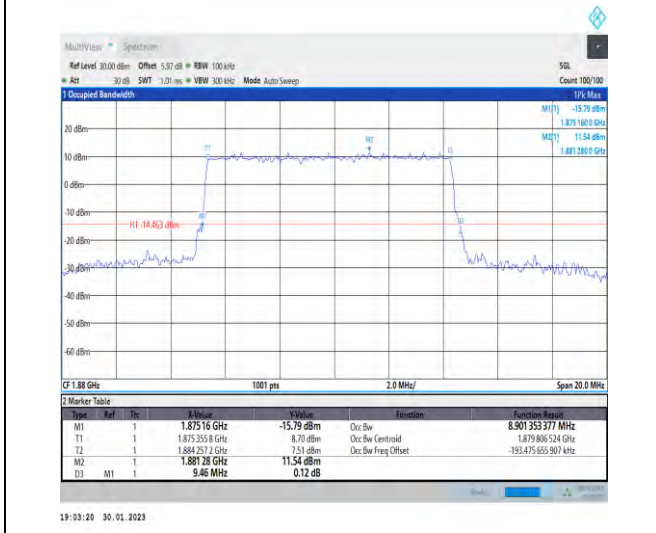 MultiView Spectrum
Ref Level 30.00 dBm Offset 5.97 dB RBW 100 kHz SGL
Att 30 dB SWT 1.01 ms VBW 300 kHz Mode Auto Sweep Count 100/100
1 Occupied Bandwidth 1Pk Max
M1[1] -15.79 dBm
1.875 160 0 GHz
M2[1] 11.54 dBm
1.881 280 0 GHz
20 dBm
M2
T1
10 dBm
0 dBm
-10 dBm
H1 -14.463 dBm
-20 dBm
-30 dBm
-40 dBm
-50 dBm
-60 dBm
CF 1.88 GHz 1001 pts 2.0 MHz/ Span 20.0 MHz
2 Marker Table
Type Ref Trc X-Value Y-Value Function Function Result
M1 1 1.875 16 GHz -15.79 dBm Occ Bw 8.901 353 377 MHz
T1 1 1.875 355 8 GHz 8.70 dBm Occ Bw Centroid 1.879 806 524 GHz
T2 1 1.884 257 2 GHz 7.51 dBm Occ Bw Freq Offset -193.475 655 907 kHz
M2 1 1.881 28 GHz 11.54 dBm
D3 M1 1 9.46 MHz 0.12 dB
19:03:20 30.01.2023